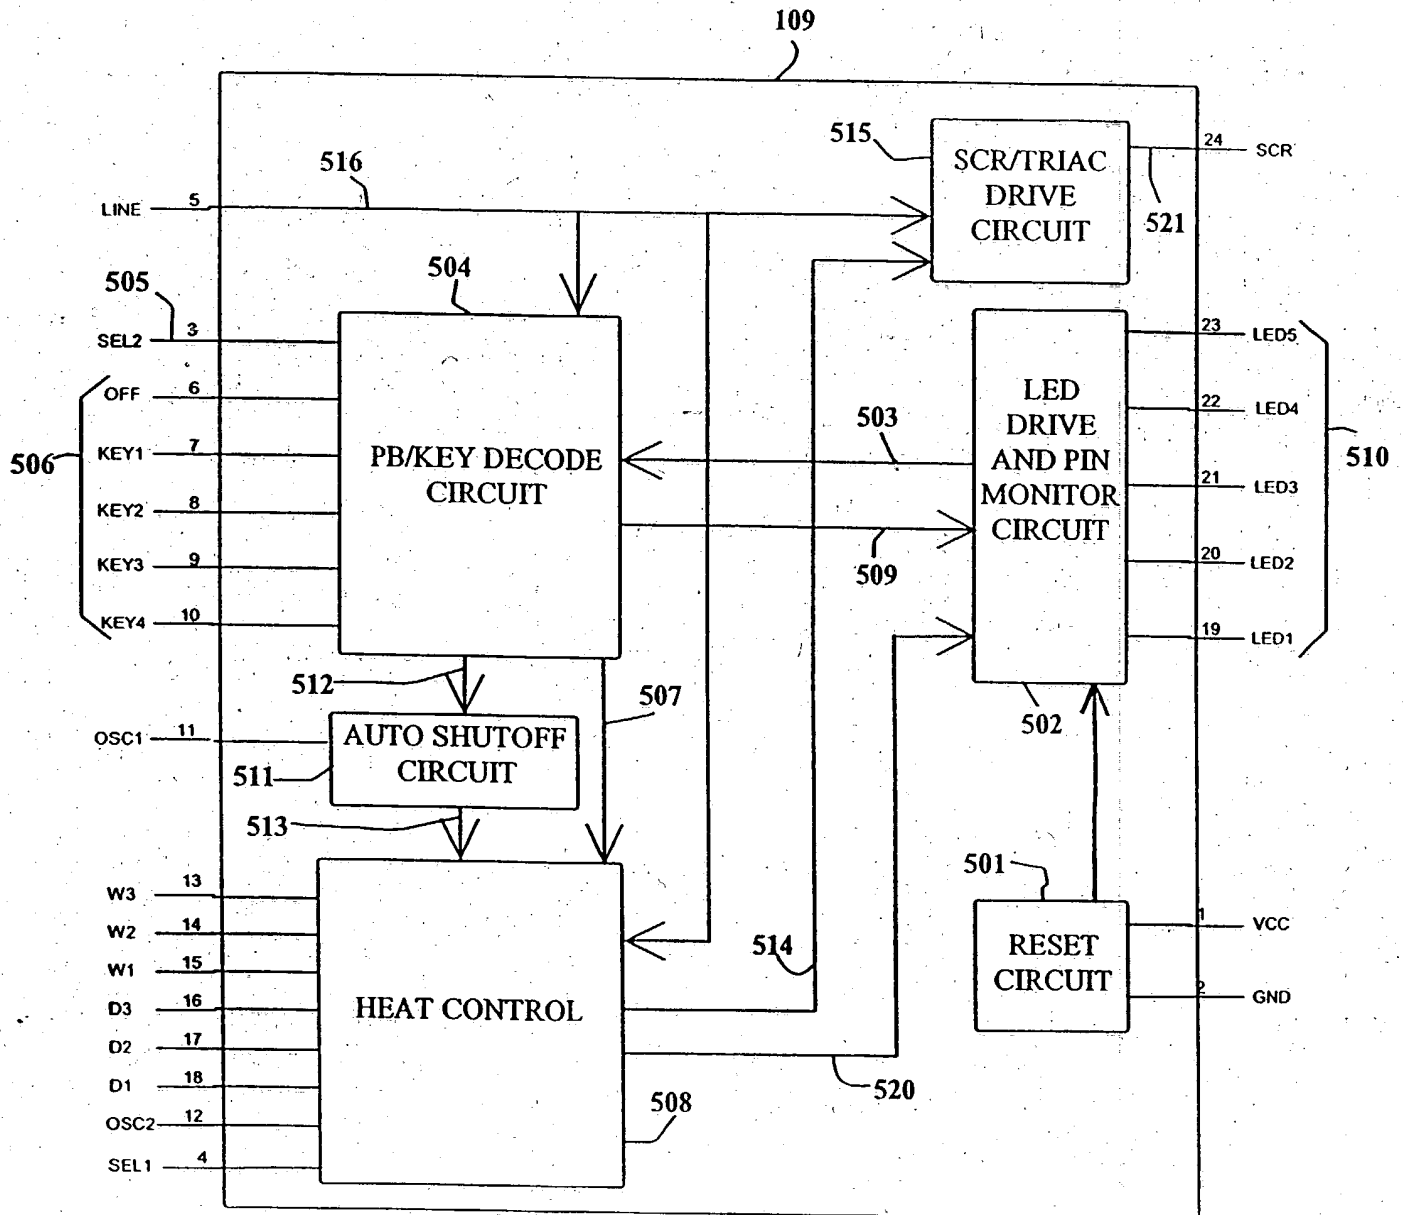 109
515
SCR/TRIAC
DRIVE
CIRCUIT
24
SCR
521
516
LINE
5
504
505
SEL2
3
OFF
6
KEY1
7
KEY2
8
KEY3
9
KEY4
10
506
PB/KEY DECODE
CIRCUIT
503
509
LED
DRIVE
AND PIN
MONITOR
CIRCUIT
23
LED5
22
LED4
21
LED3
20
LED2
19
LED1
510
502
512
507
OSC1
11
AUTO SHUTOFF
CIRCUIT
511
513
501
RESET
CIRCUIT
1
VCC
2
GND
W3
13
W2
14
W1
15
D3
16
D2
17
D1
18
OSC2
12
SEL1
4
HEAT CONTROL
514
520
508